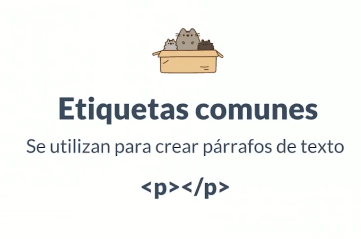 Etiquetas comunes
Se utilizan para crear párrafos de texto
<p></p>